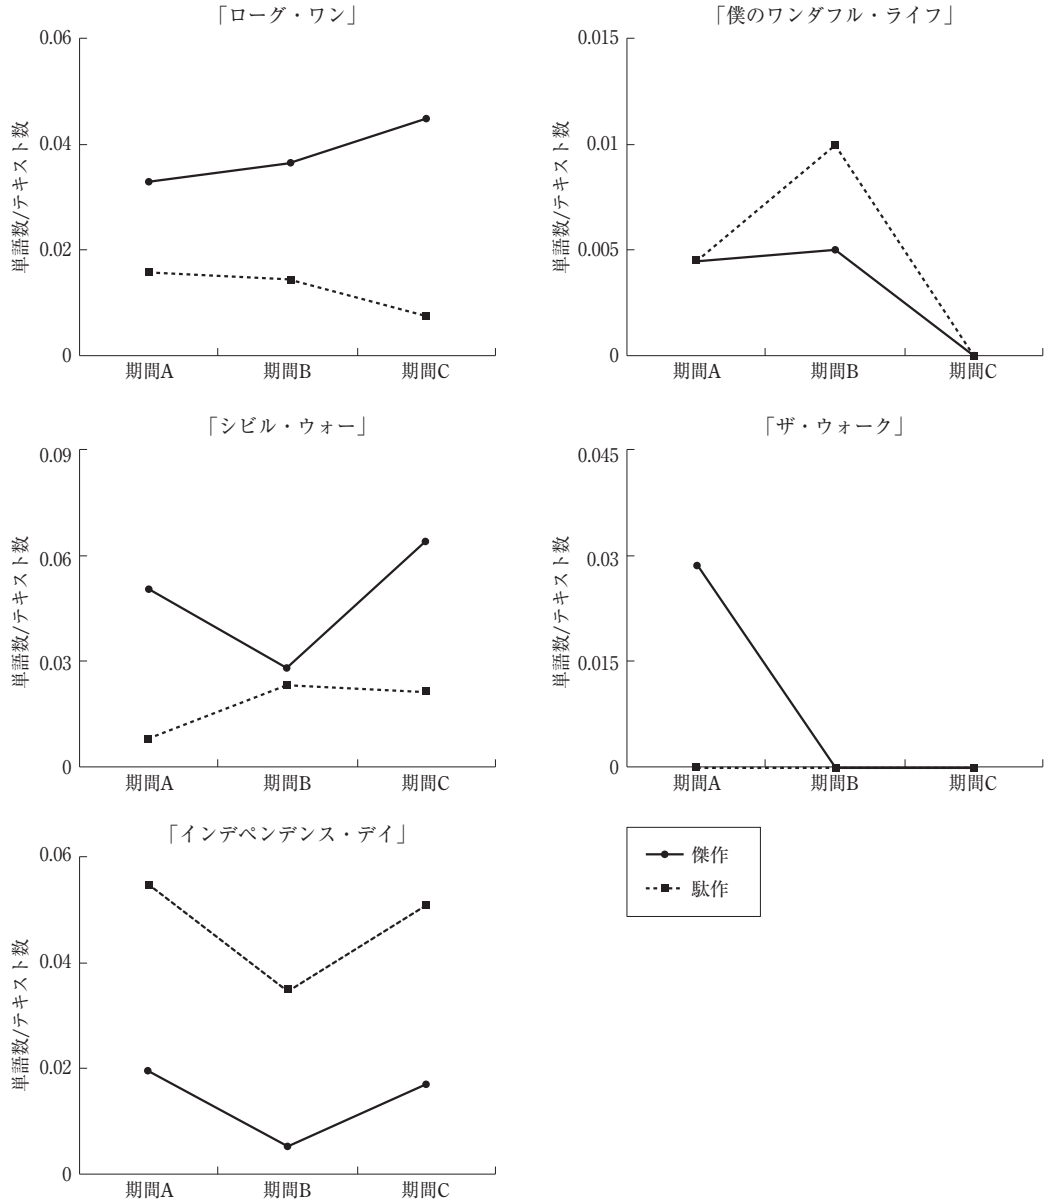 「ローグ・ワン」
単語数/テキスト数
0.06
0.04
0.02
0
期間A
期間B
期間C
「僕のワンダフル・ライフ」
単語数/テキスト数
0.015
0.01
0.005
0
期間A
期間B
期間C
「シビル・ウォー」
単語数/テキスト数
0.09
0.06
0.03
0
期間A
期間B
期間C
「ザ・ウォーク」
単語数/テキスト数
0.045
0.03
0.015
0
期間A
期間B
期間C
「インデペンデンス・デイ」
単語数/テキスト数
0.06
0.04
0.02
0
期間A
期間B
期間C
傑作
駄作